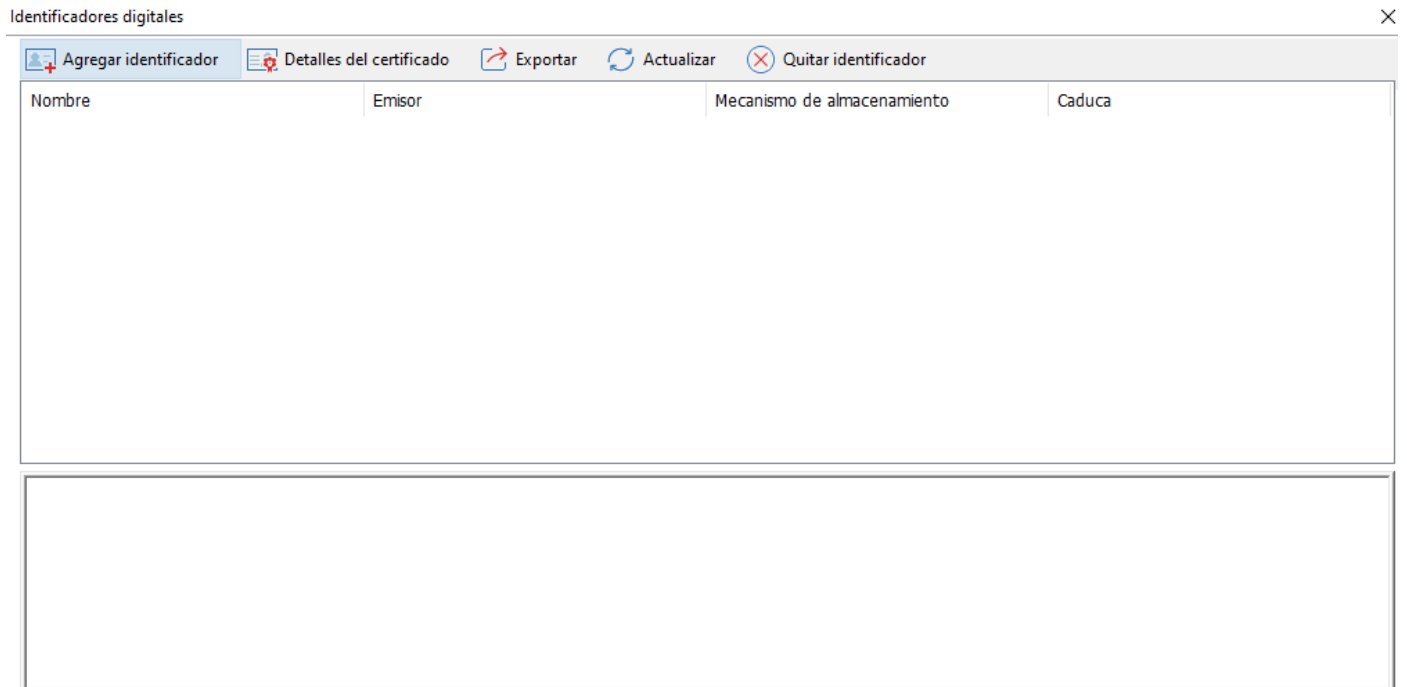 Identificadores digitales
Agregar identificador Detalles del certificado Exportar Actualizar Quitar identificador
Nombre Emisor Mecanismo de almacenamiento Caduca